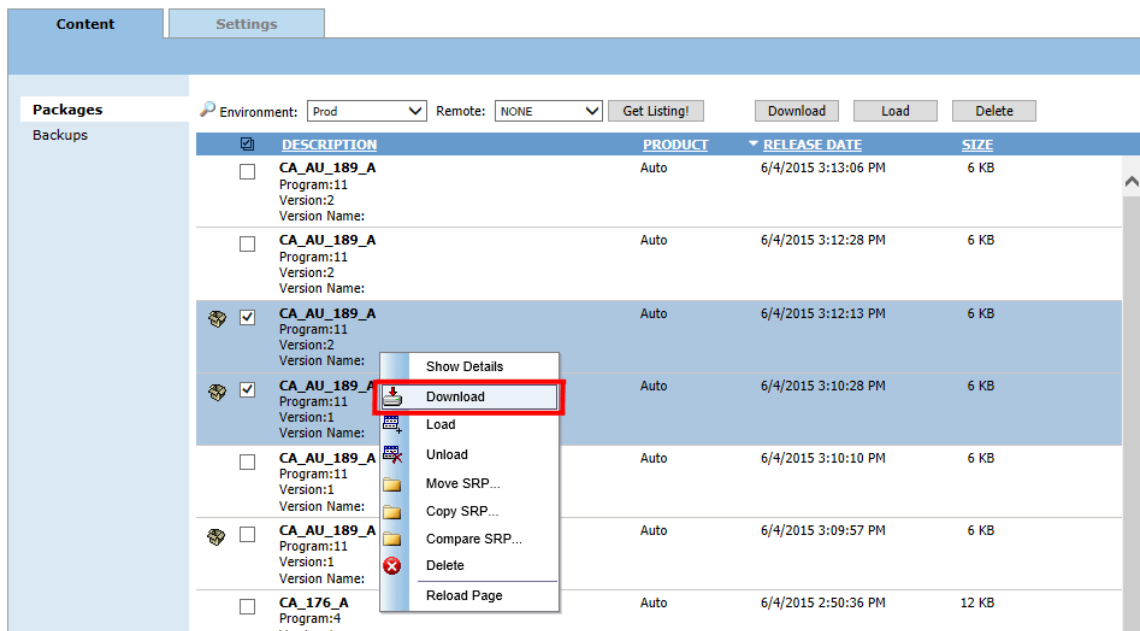 Content Settings
Packages
Backups
Environment: Prod Remote: NONE Get Listing! Download Load Delete
DESCRIPTION PRODUCT RELEASE DATE SIZE
CA_AU_189_A Auto 6/4/2015 3:13:06 PM 6 KB
Program:11
Version:2
Version Name:
CA_AU_189_A Auto 6/4/2015 3:12:28 PM 6 KB
Program:11
Version:2
Version Name:
CA_AU_189_A Auto 6/4/2015 3:12:13 PM 6 KB
Program:11
Version:2
Version Name:
CA_AU_189_A Auto 6/4/2015 3:10:28 PM 6 KB
Program:11
Version:1
Version Name:
CA_AU_189_A Auto 6/4/2015 3:10:10 PM 6 KB
Program:11
Version:1
Version Name:
CA_AU_189_A Auto 6/4/2015 3:09:57 PM 6 KB
Program:11
Version:1
Version Name:
CA_176_A Auto 6/4/2015 2:50:36 PM 12 KB
Program:4
Show Details
Download
Load
Unload
Move SRP...
Copy SRP...
Compare SRP...
Delete
Reload Page